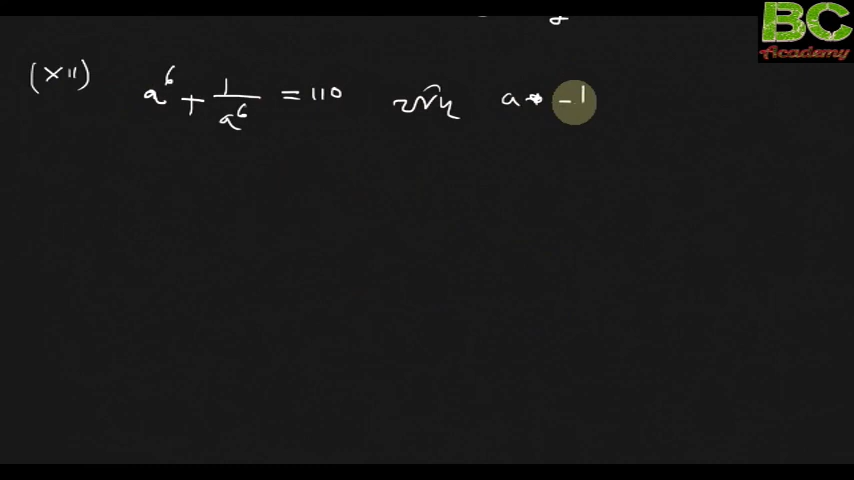 BC
Academy
(XII) a⁶ + 1/a⁶ = 110 হলে a - 1